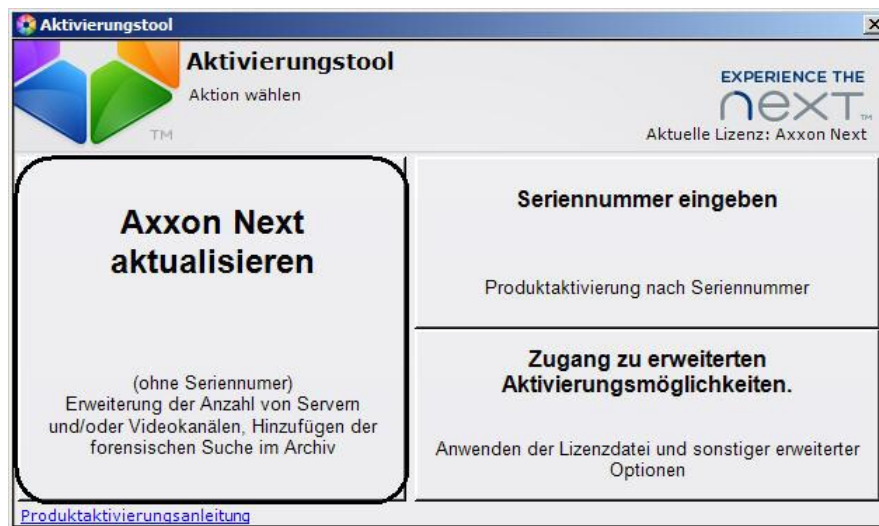 Aktivierungstool
Aktivierungstool
Aktion wählen
TM
EXPERIENCE THE
next™
Aktuelle Lizenz: Axxon Next
Axxon Next
aktualisieren
(ohne Seriennumer)
Erweiterung der Anzahl von Servern
und/oder Videokanälen, Hinzufügen der
forensischen Suche im Archiv
Seriennummer eingeben
Produktaktivierung nach Seriennummer
Zugang zu erweiterten
Aktivierungsmöglichkeiten.
Anwenden der Lizenzdatei und sonstiger erweiterter
Optionen
Produktaktivierungsanleitung